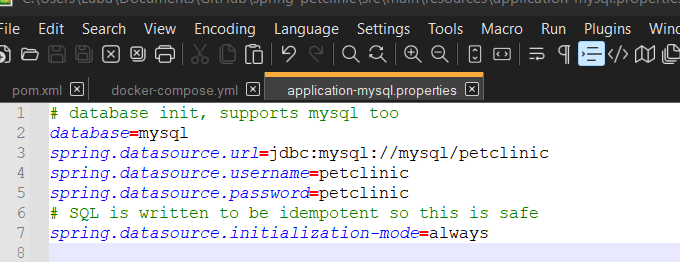 C:\Users\Laba\Documents\GitHub\spring-petclinic\src\main\resources\application-mysql.properties
File Edit Search View Encoding Language Settings Tools Macro Run Plugins
pom.xml docker-compose.yml application-mysql.properties
1 # database init, supports mysql too
2 database=mysql
3 spring.datasource.url=jdbc:mysql://mysql/petclinic
4 spring.datasource.username=petclinic
5 spring.datasource.password=petclinic
6 # SQL is written to be idempotent so this is safe
7 spring.datasource.initialization-mode=always
8